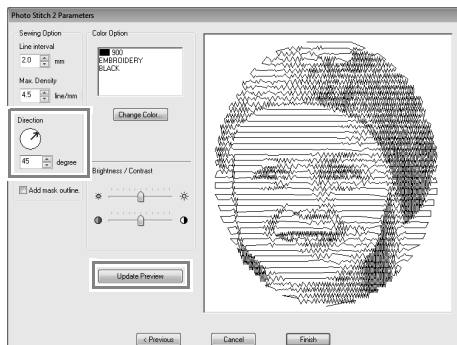 Photo Stitch 2 Parameters
Sewing Option
Line interval
2.0 mm
Max. Density
4.5 line/mm
Direction
45 degree
Add mask outline.
Color Option
900
EMBROIDERY
BLACK
Change Color...
Brightness / Contrast
Update Preview
< Previous
Cancel
Finish